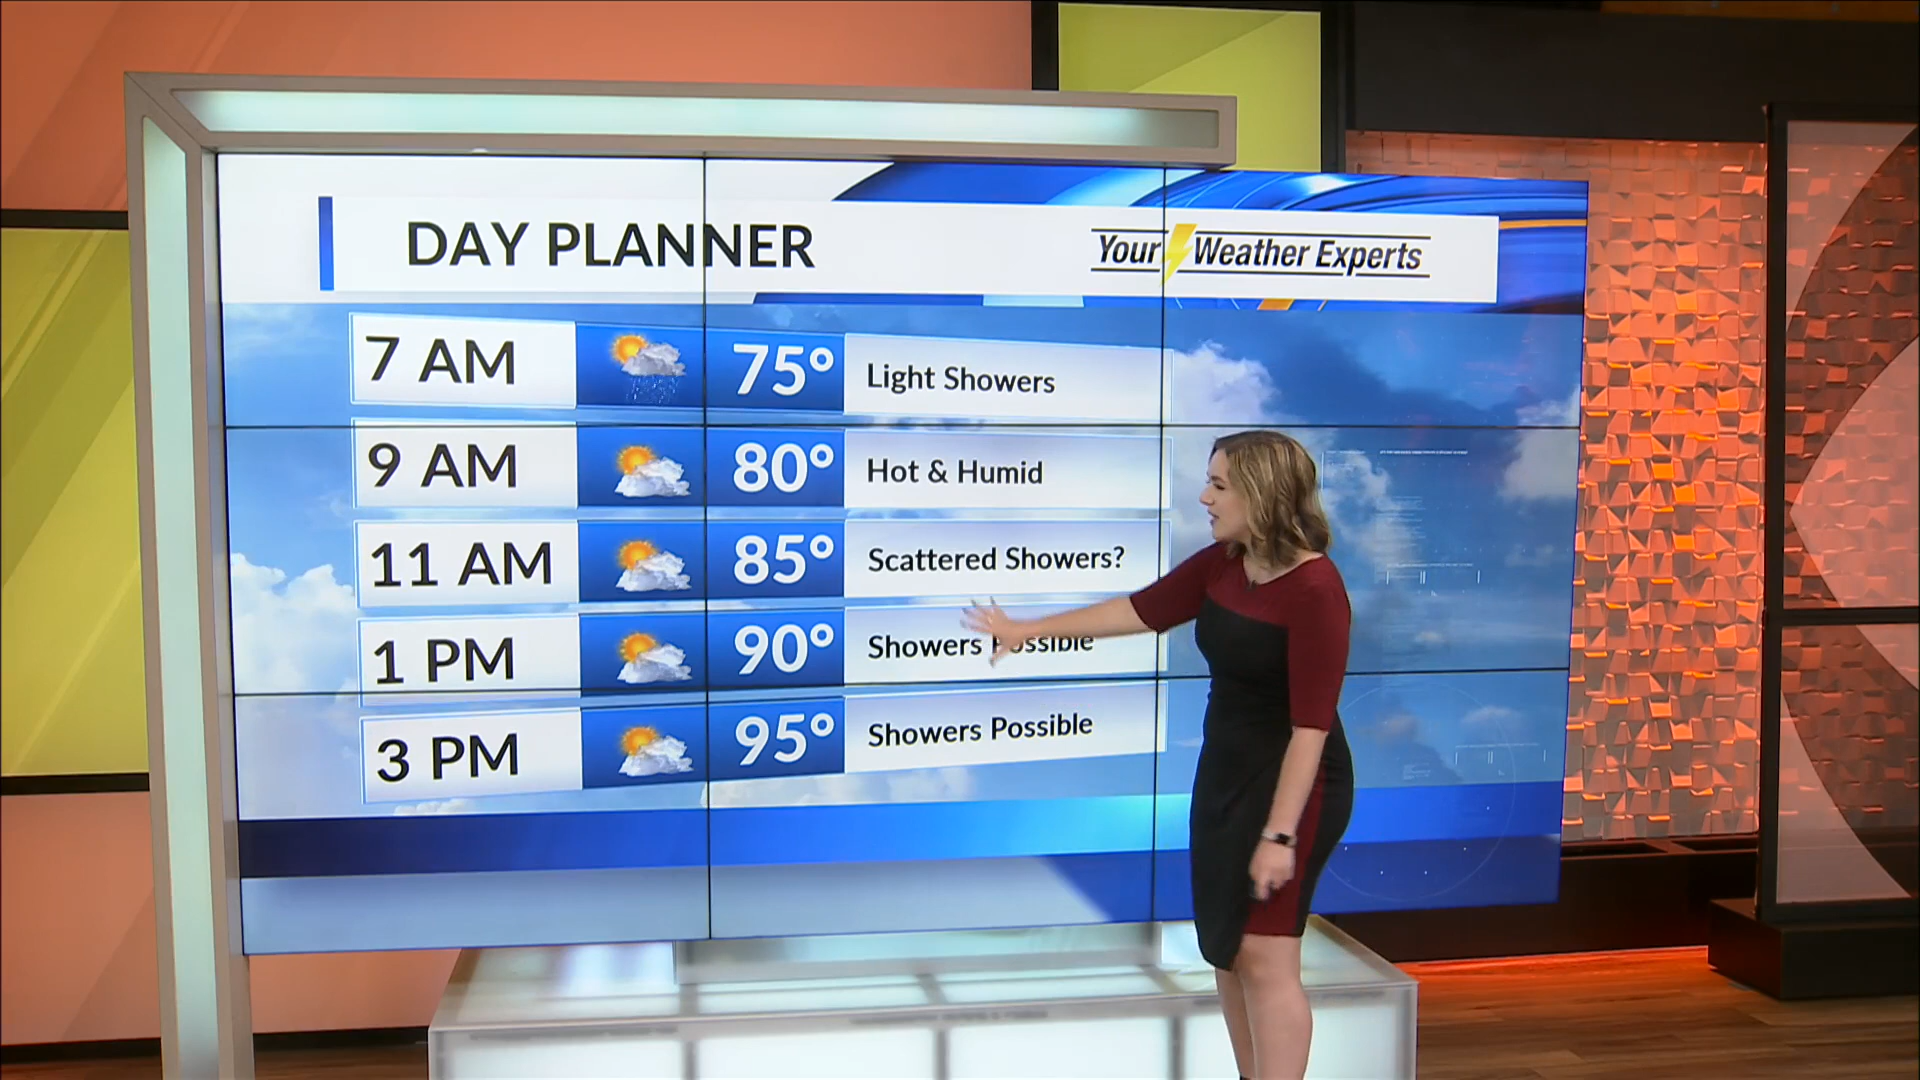 DAY PLANNER
Your Weather Experts
7 AM 75° Light Showers
9 AM 80° Hot & Humid
11 AM 85° Scattered Showers?
1 PM 90° Showers Possible
3 PM 95° Showers Possible